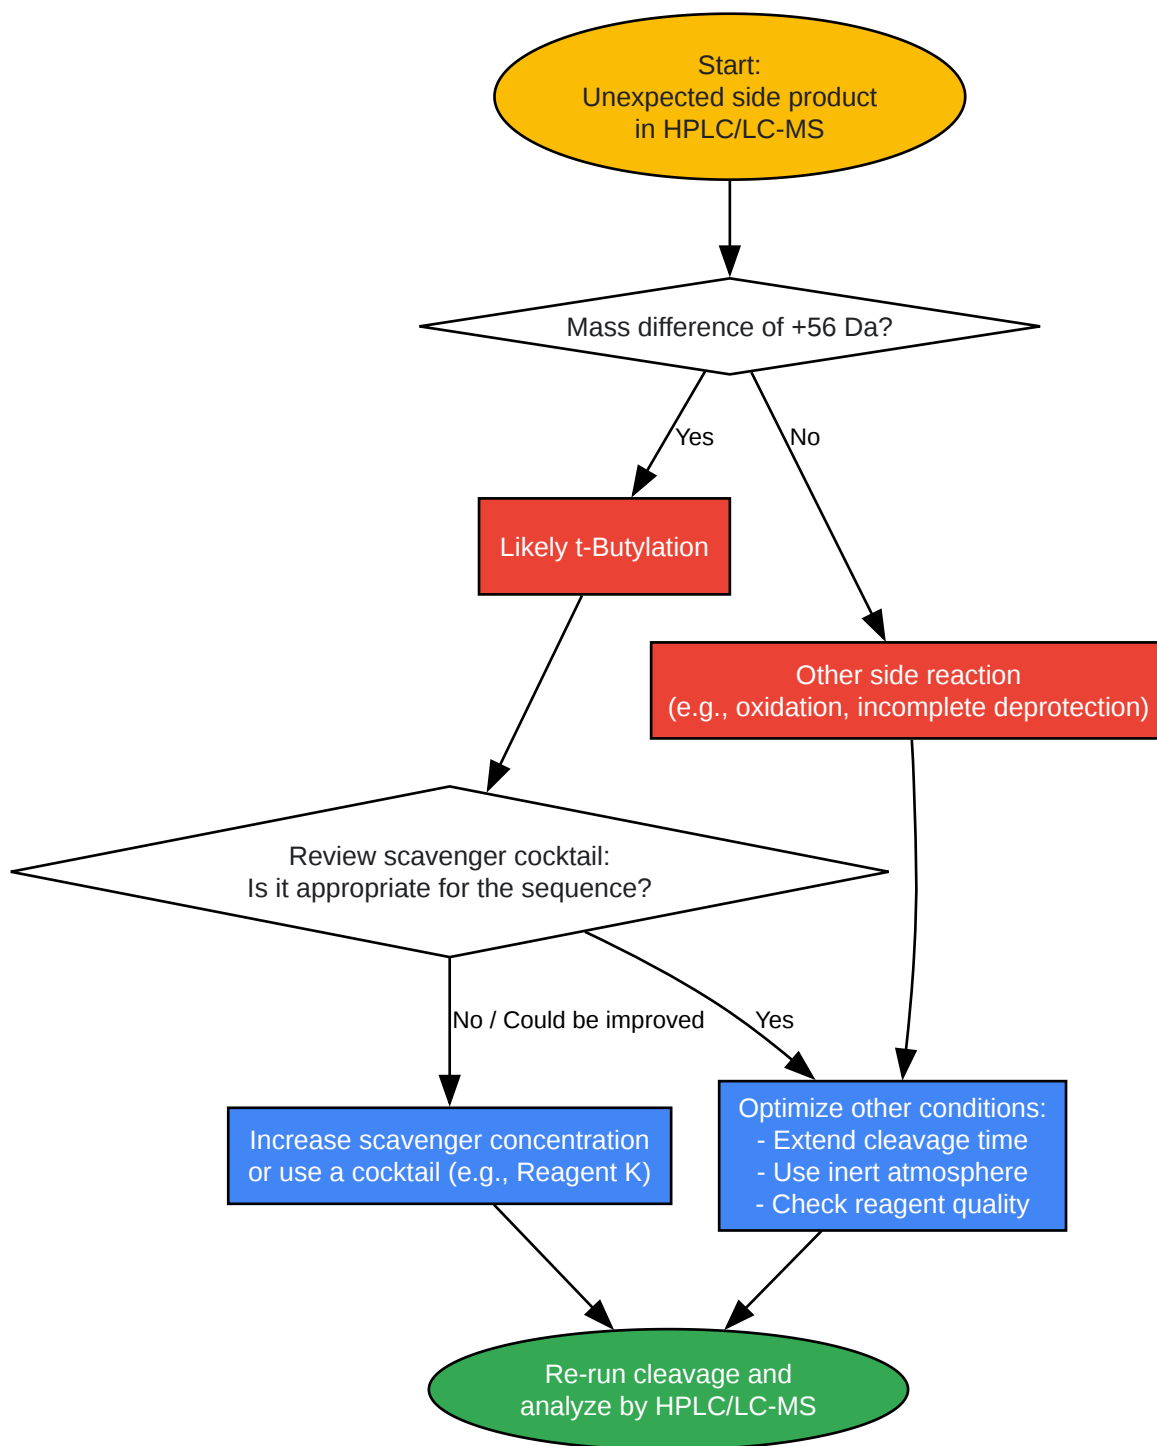 Start:
Unexpected side product
in HPLC/LC-MS
Mass difference of +56 Da?
Yes
No
Likely t-Butylation
Other side reaction
(e.g., oxidation, incomplete deprotection)
Review scavenger cocktail:
Is it appropriate for the sequence?
No / Could be improved
Yes
Increase scavenger concentration
or use a cocktail (e.g., Reagent K)
Optimize other conditions:
- Extend cleavage time
- Use inert atmosphere
- Check reagent quality
Re-run cleavage and
analyze by HPLC/LC-MS